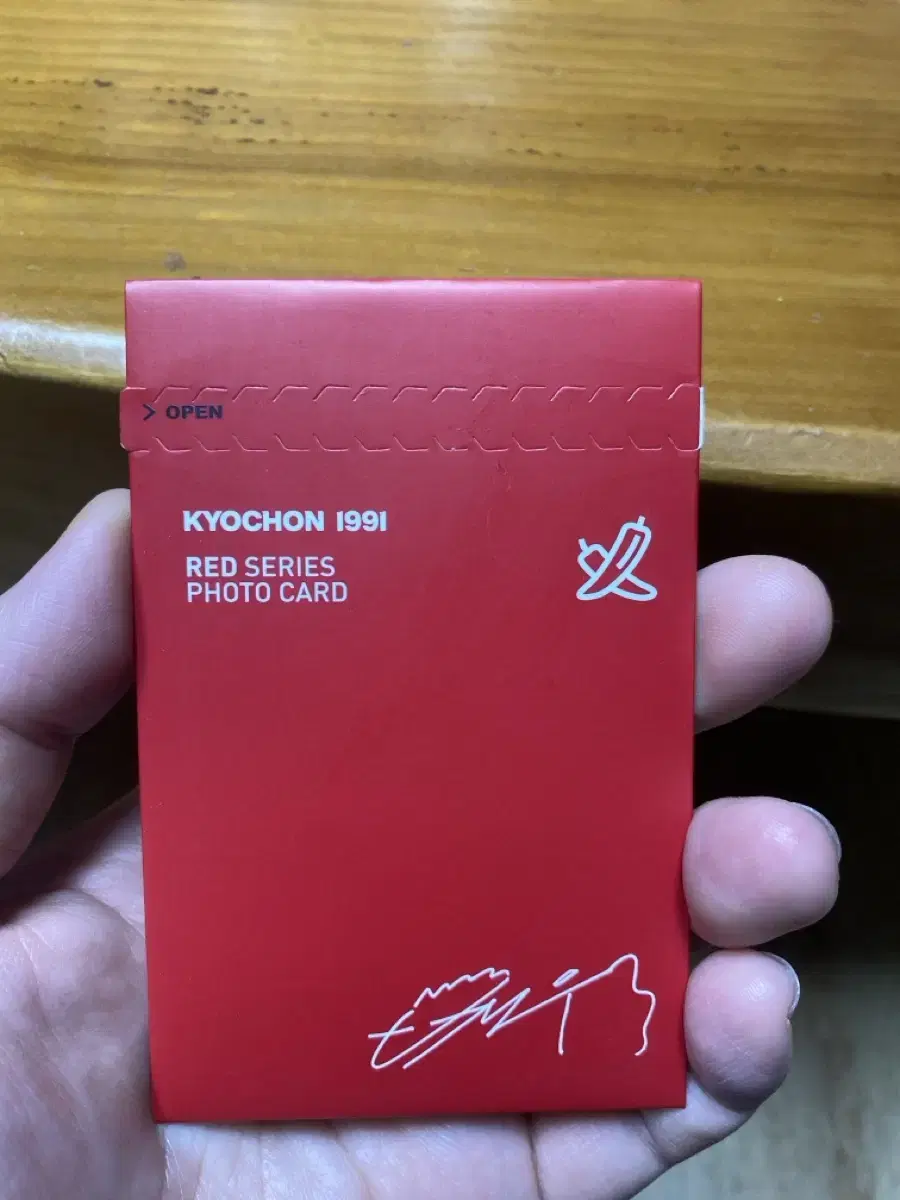 > OPEN
KYOCHON 1991
RED SERIES
PHOTO CARD